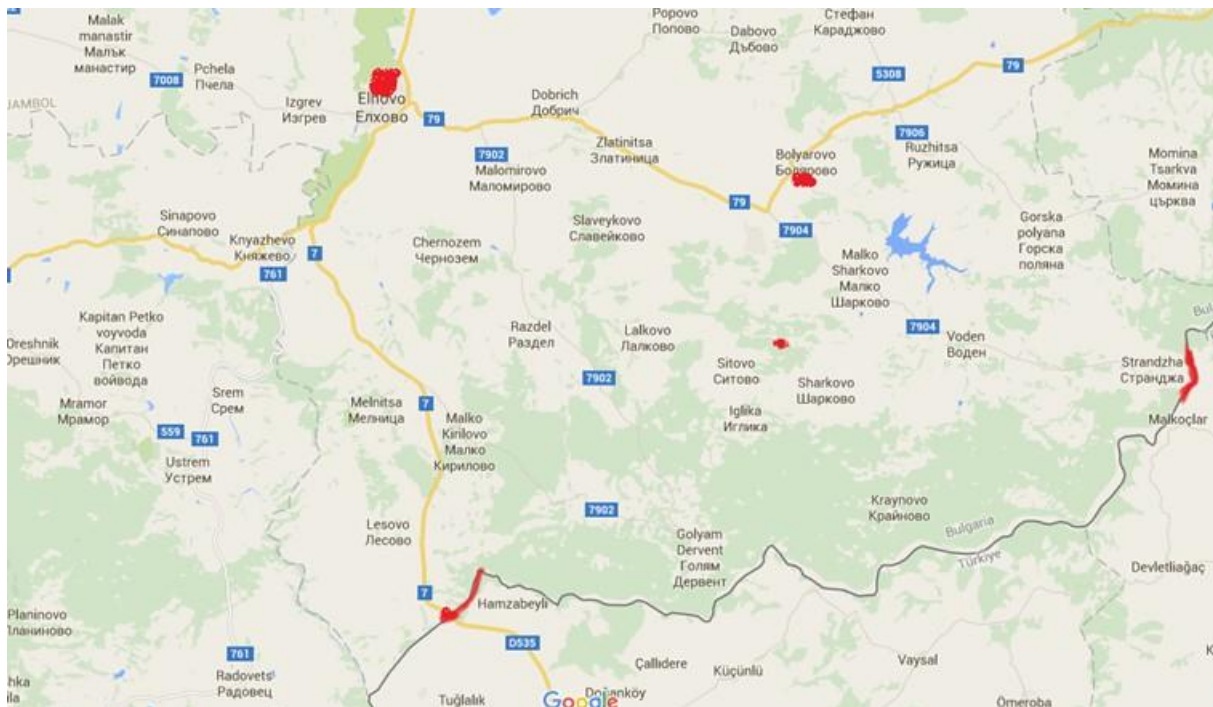 Malak
manastir
Малък
манастир
7008
Pchela
Пчела
Izgrev
Изгрев
Elhovo
Елхово
79
Popovo
Попово
Dabovo
Дъбово
Стефан
Караджово
5308
79
Dobrich
Добрич
7902
Malomirovo
Маломирово
Zlatinitsa
Златиница
Bolyarovo
Болярово
7906
Ruzhitsa
Ружица
Momina
Tsarkva
Момина
църква
JAMBOL
Sinapovo
Синапово
Knyazhevo
Княжево
761
7
Chernozem
Чернозем
Slaveykovo
Славейково
79
7904
Malko
Sharkovo
Малко
Шарково
Gorska
polyana
Горска
поляна
Kapitan Petko
voyvoda
Капитан
Петко
войвода
Oreshnik
Орешник
Razdel
Раздел
Lalkovo
Лалково
Sitovo
Ситово
Sharkovo
Шарково
7904
Voden
Воден
Strandzha
Странджа
Malkoçlar
Mramor
Мрамор
Srem
Срем
559
761
Ustrem
Устрем
Melnitsa
Мелница
7
Malko
Kirilovo
Малко
Кирилово
7902
Iglika
Иглика
7902
Lesovo
Лесово
Golyam
Dervent
Голям
Дервент
Kraynovo
Крайново
Bulgaria
Türkiye
Devletliağaç
7
Hamzabeyli
D535
Planinovo
Планиново
761
Radovets
Радовец
Tuğlalık
Çallıdere
Doğanköy
Küçünlü
Vaysal
Ömeroba
Google